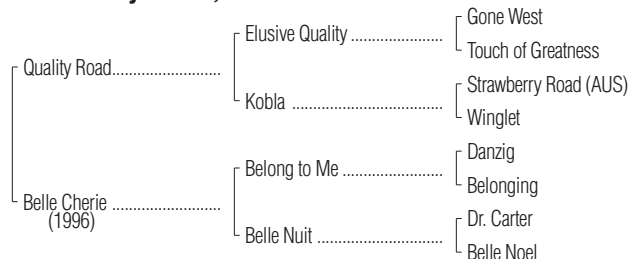 Gone West
Elusive Quality ......................
Touch of Greatness
Quality Road..........................
Strawberry Road (AUS)
Kobla ....................................
Winglet
Danzig
Belong to Me .........................
Belonging
Belle Cherie ..........................
(1996)
Dr. Carter
Belle Nuit ..............................
Belle Noel